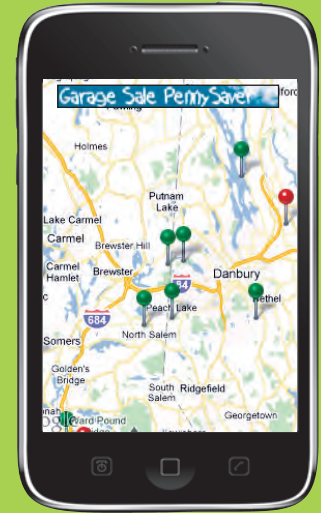 Garage Sale PennySaver
Holmes
Putnam
Lake
Lake Carmel
Carmel
Brewster Hill
Carmel
Hamlet
Brewster
84
Danbury
Bethel
Peach Lake
684
North Salem
Somers
Golden's
Bridge
South
Salem
Ridgefield
Georgetown
Ward Pound